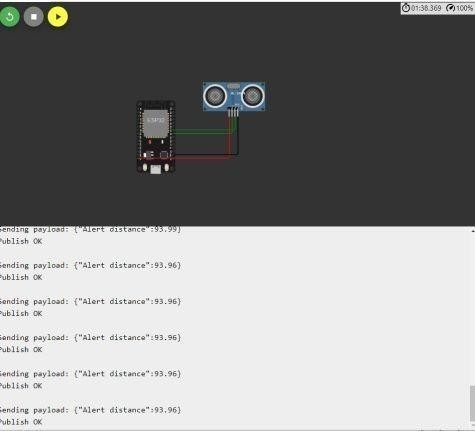 01:38.369 100%
ESP32
Sending payload: {"Alert distance":93.99}
Publish OK
Sending payload: {"Alert distance":93.96}
Publish OK
Sending payload: {"Alert distance":93.96}
Publish OK
Sending payload: {"Alert distance":93.96}
Publish OK
Sending payload: {"Alert distance":93.96}
Publish OK
Sending payload: {"Alert distance":93.96}
Publish OK